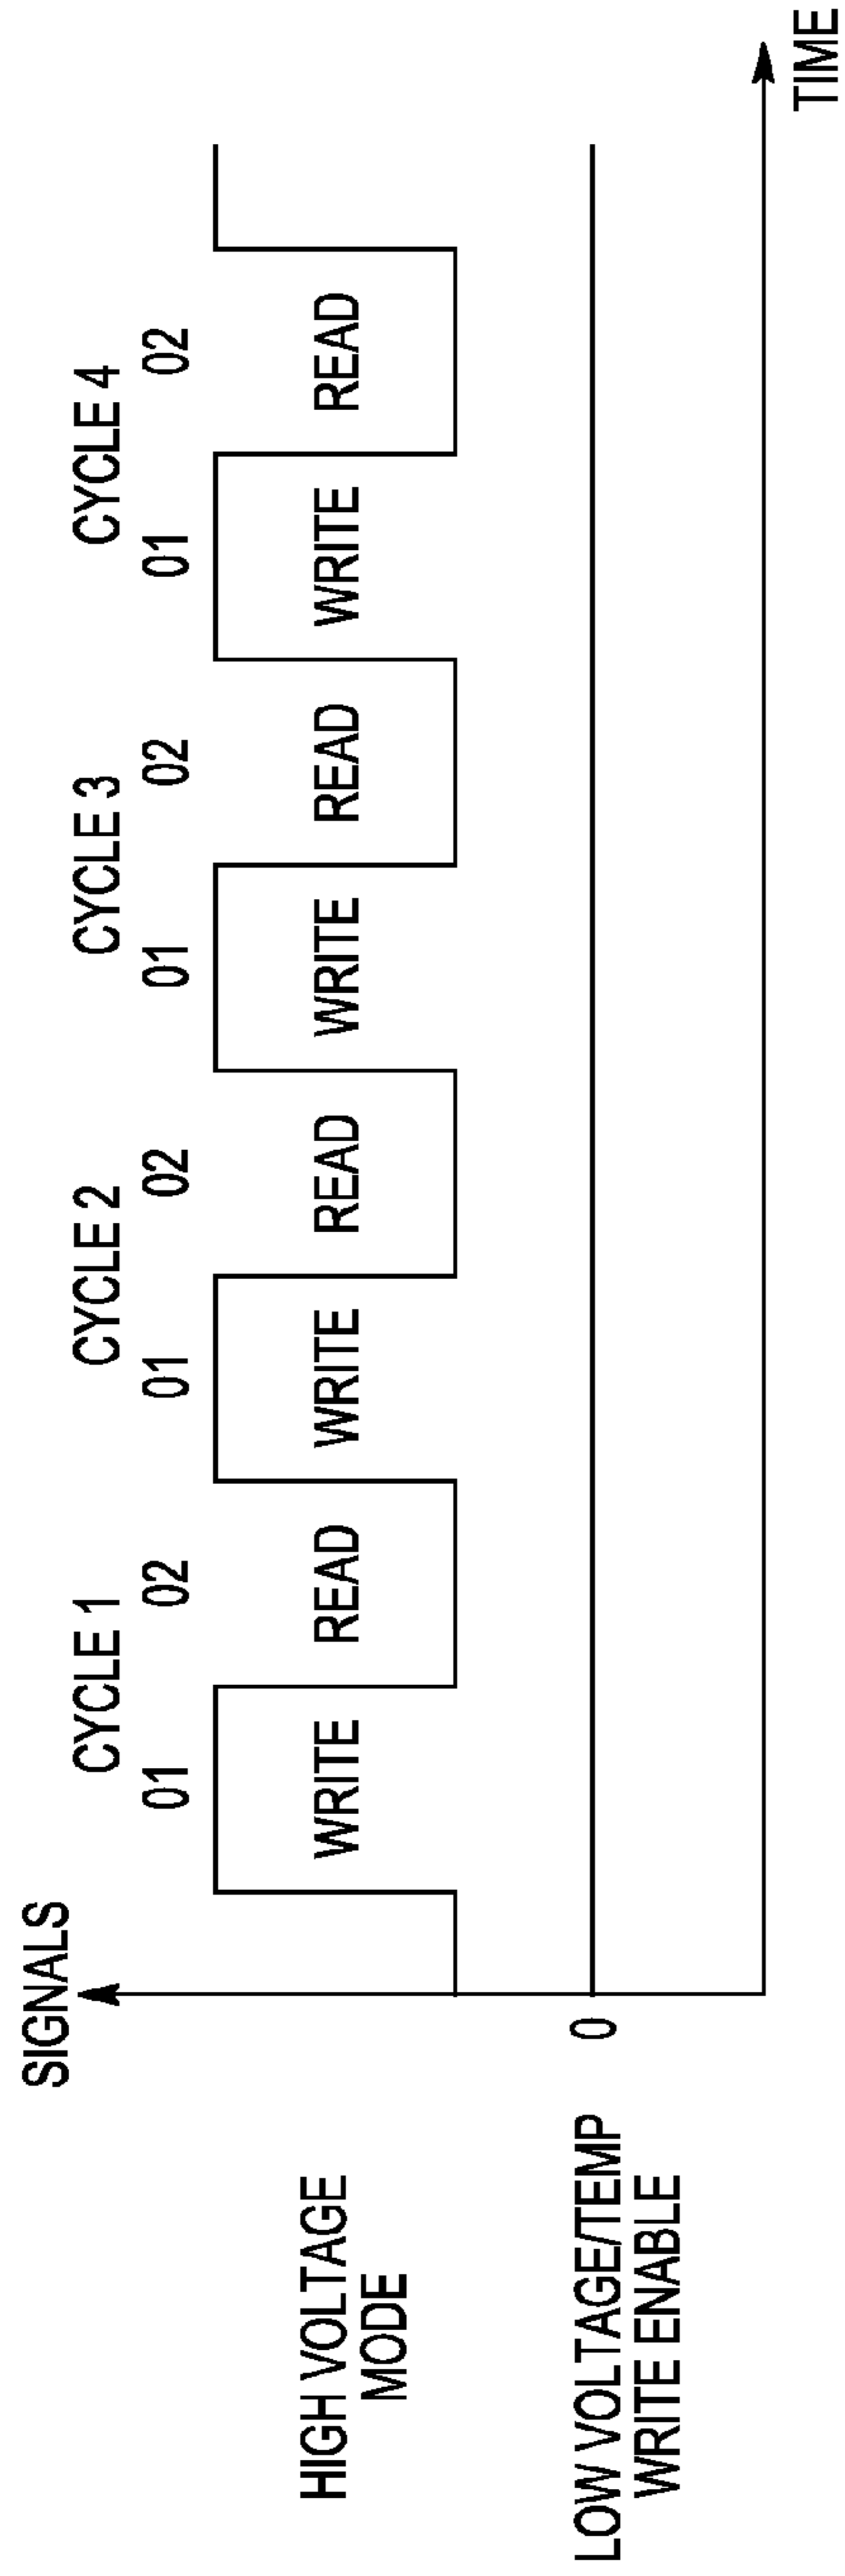 SIGNALS
CYCLE 1
CYCLE 2
CYCLE 3
CYCLE 4
01
02
01
02
01
02
01
02
HIGH VOLTAGE
MODE
WRITE
READ
WRITE
READ
WRITE
READ
WRITE
READ
LOW VOLTAGE/TEMP
WRITE ENABLE
0
TIME